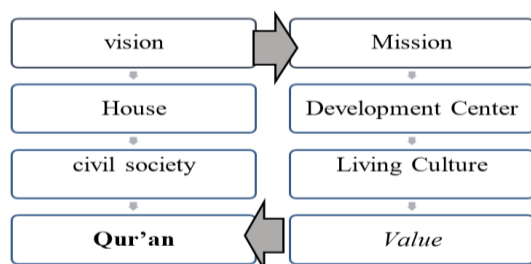 vision
Mission
House
Development Center
civil society
Living Culture
Qur’an
Value